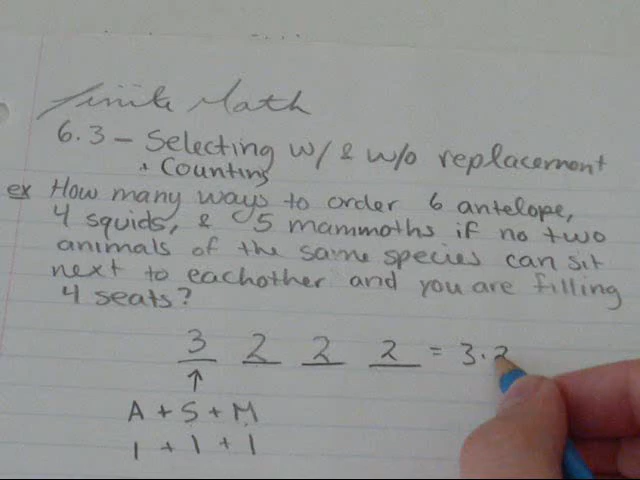 Finite Math
6.3 - Selecting w/ & w/o replacement
+ Counting
ex How many ways to order 6 antelope,
4 squids, & 5 mammoths if no two
animals of the same species can sit
next to eachother and you are filling
4 seats?
3 2 2 2 = 3.2
↑
A + S + M
1 + 1 + 1